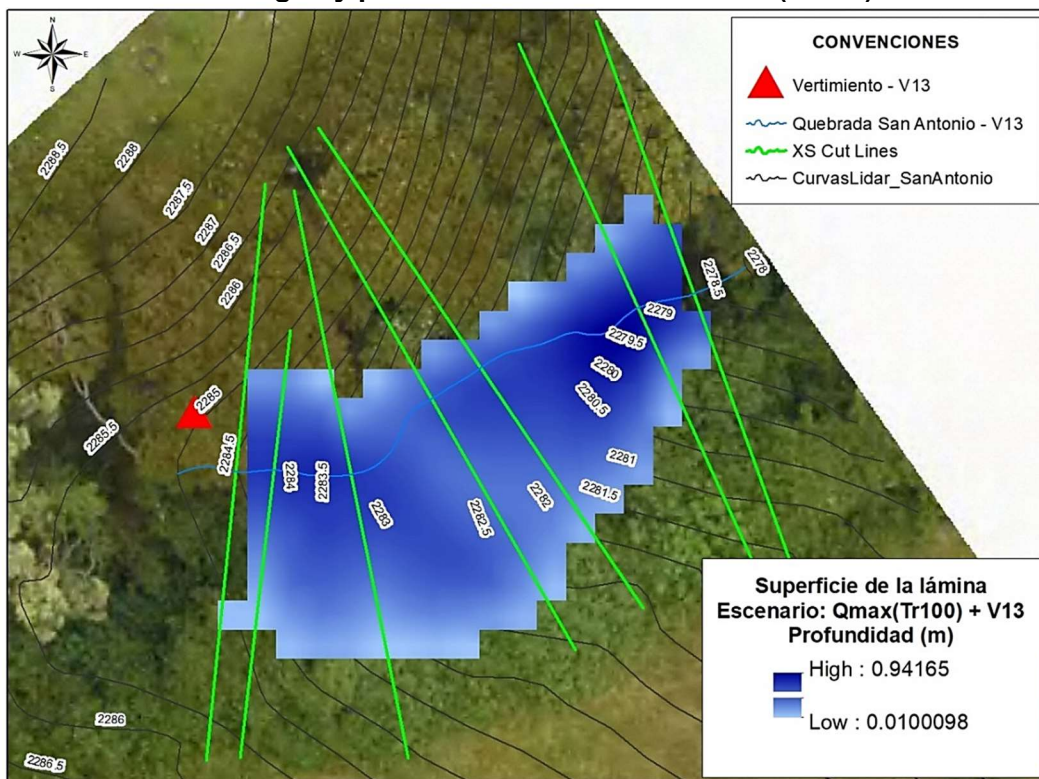 N
W E
S
CONVENCIONES
Vertimiento - V13
Quebrada San Antonio - V13
XS Cut Lines
CurvasLidar_SanAntonio
2288.5
2288
2287.5
2287
2286.5
2286
2285
2285.5
2284.5
2284
2283.5
2283
2282.5
2282
2281.5
2281
2280.5
2280
2279.5
2279
2278.5
2278
2286
2286.5
Superficie de la lámina
Escenario: Qmax(Tr100) + V13
Profundidad (m)
High : 0.94165
Low : 0.0100098